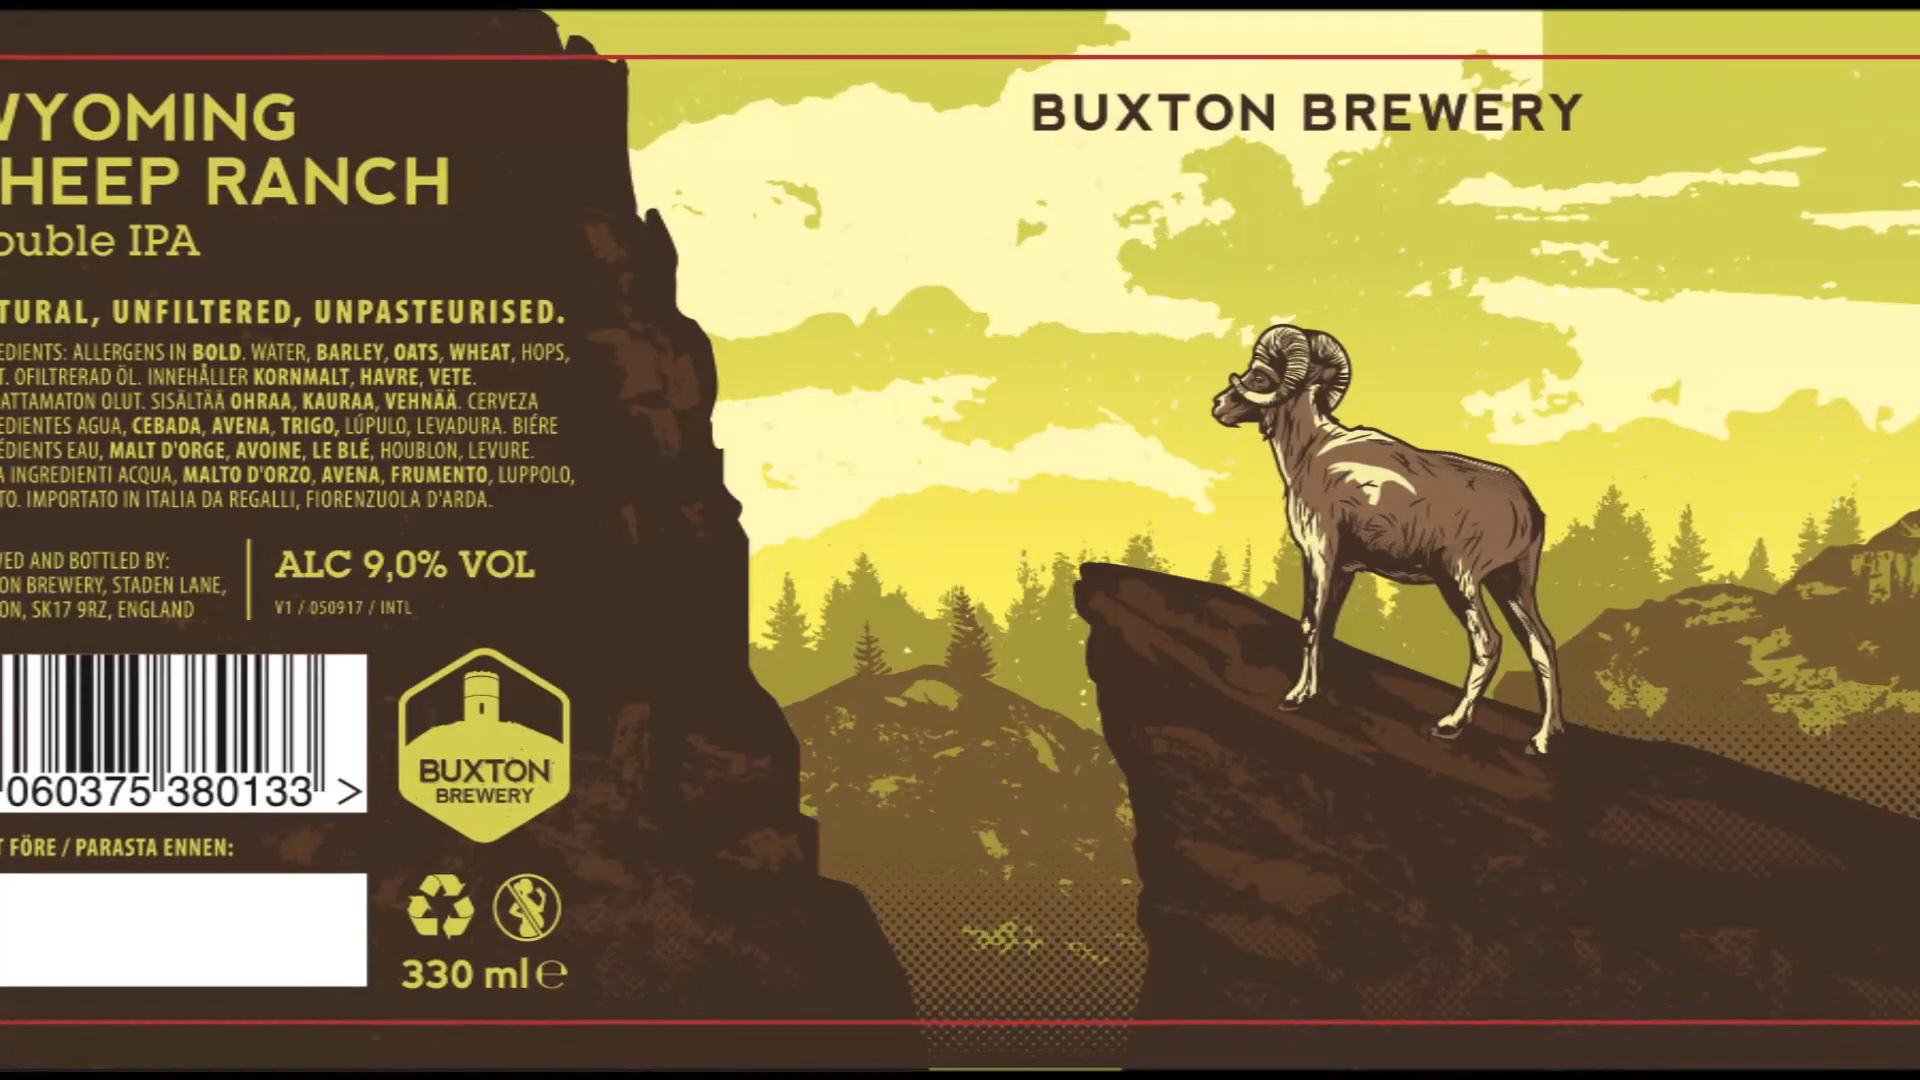 WYOMING
HEEP RANCH
ouble IPA
TURAL, UNFILTERED, UNPASTEURISED.
EDIENTS: ALLERGENS IN BOLD. WATER, BARLEY, OATS, WHEAT, HOPS,
T. OFILTRERAD ÖL. INNEHÅLLER KORNMALT, HAVRE, VETE.
ATTAMATON OLUT. SISÄLTÄÄ OHRAA, KAURAA, VEHNÄÄ. CERVEZA
EDIENTES AGUA, CEBADA, AVENA, TRIGO, LÚPULO, LEVADURA. BIÉRE
ÉDIENTS EAU, MALT D'ORGE, AVOINE, LE BLÉ, HOUBLON, LEVURE.
A INGREDIENTI ACQUA, MALTO D'ORZO, AVENA, FRUMENTO, LUPPOLO,
TO. IMPORTATO IN ITALIA DA REGALLI, FIORENZUOLA D'ARDA.
WED AND BOTTLED BY:
ON BREWERY, STADEN LANE,
ON, SK17 9RZ, ENGLAND
ALC 9,0% VOL
V1 / 050917 / INTL
060375 380133 >
BUXTON
BREWERY
T FÖRE / PARASTA ENNEN:
330 ml e
BUXTON BREWERY